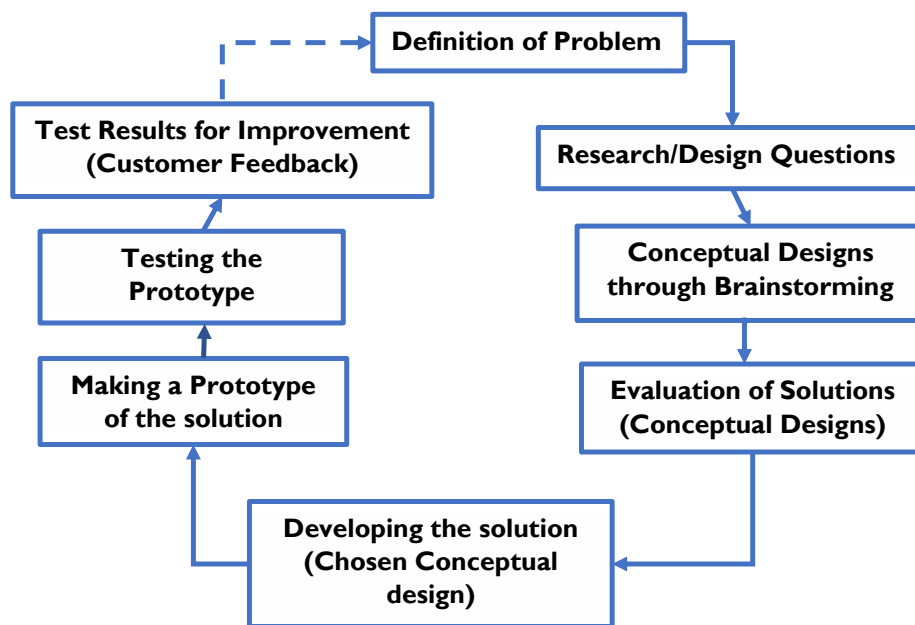 Definition of Problem
Research/Design Questions
Conceptual Designs
through Brainstorming
Evaluation of Solutions
(Conceptual Designs)
Developing the solution
(Chosen Conceptual
design)
Making a Prototype
of the solution
Testing the
Prototype
Test Results for Improvement
(Customer Feedback)